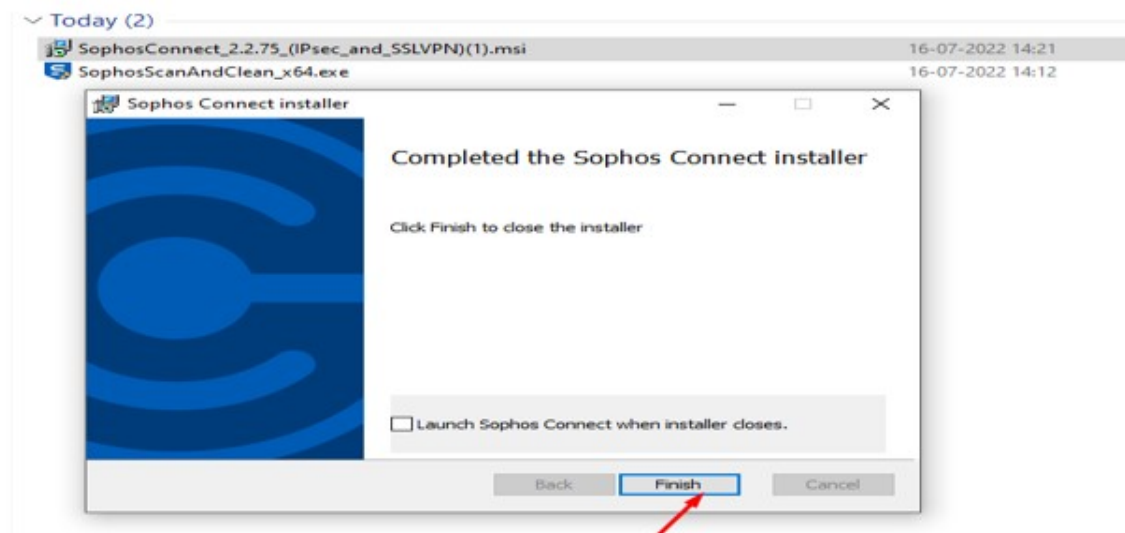 Today (2)
SophosConnect_2.2.75_(IPsec_and_SSLVPN)(1).msi 16-07-2022 14:21
SophosScanAndClean_x64.exe 16-07-2022 14:12
Sophos Connect installer
Completed the Sophos Connect installer
Click Finish to close the installer
Launch Sophos Connect when installer closes.
Back Finish Cancel